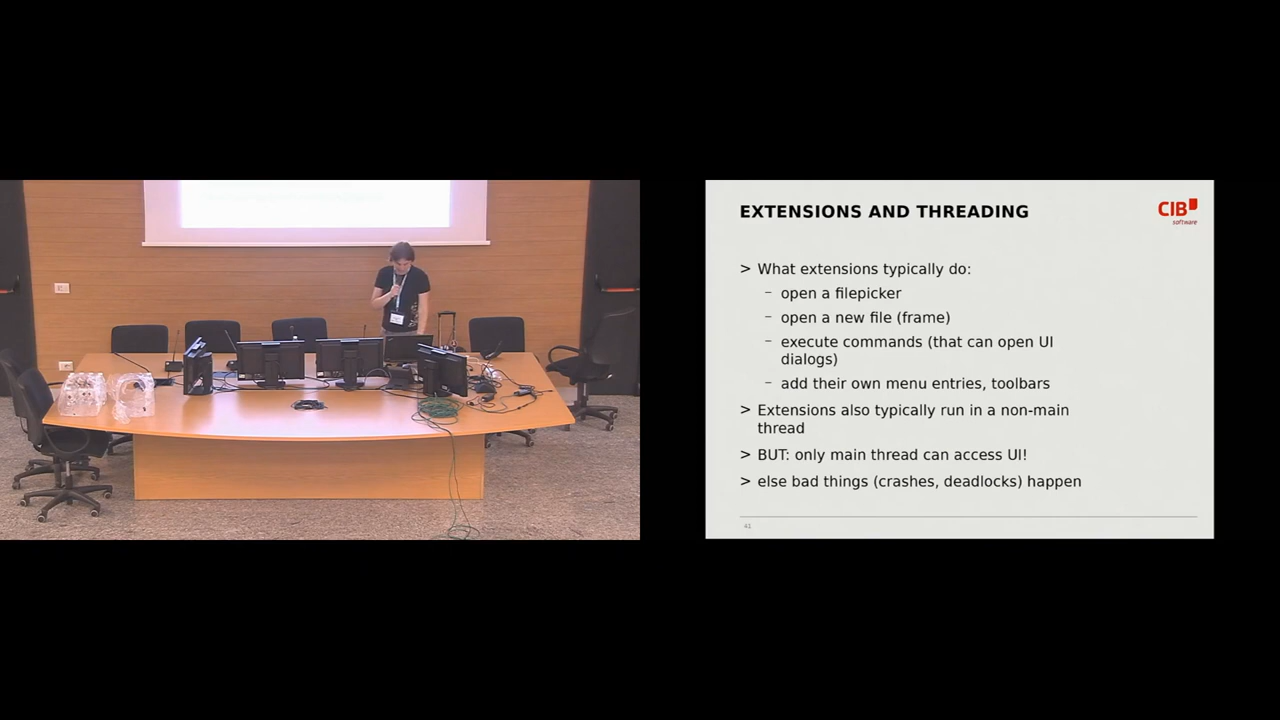 EXTENSIONS AND THREADING
CIB
software
> What extensions typically do:
– open a filepicker
– open a new file (frame)
– execute commands (that can open UI
dialogs)
– add their own menu entries, toolbars
> Extensions also typically run in a non-main
thread
> BUT: only main thread can access UI!
> else bad things (crashes, deadlocks) happen
41